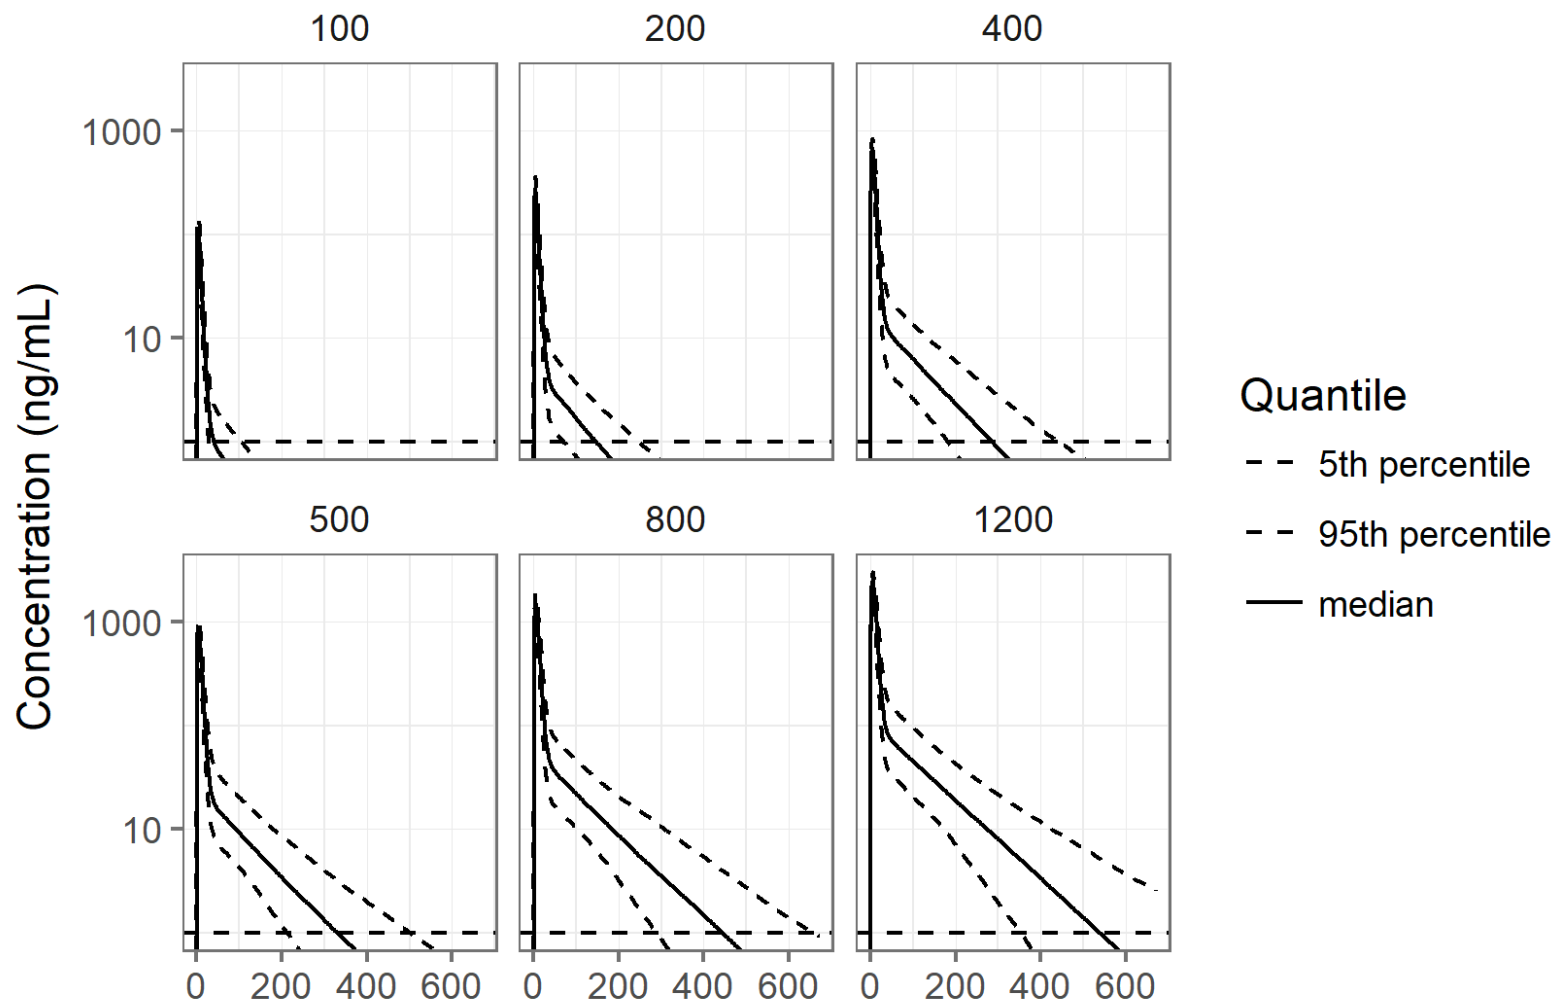 100
200
400
1000
10
Concentration (ng/mL)
500
800
1200
1000
10
0 200 400 600
0 200 400 600
0 200 400 600
Quantile
5th percentile
95th percentile
median